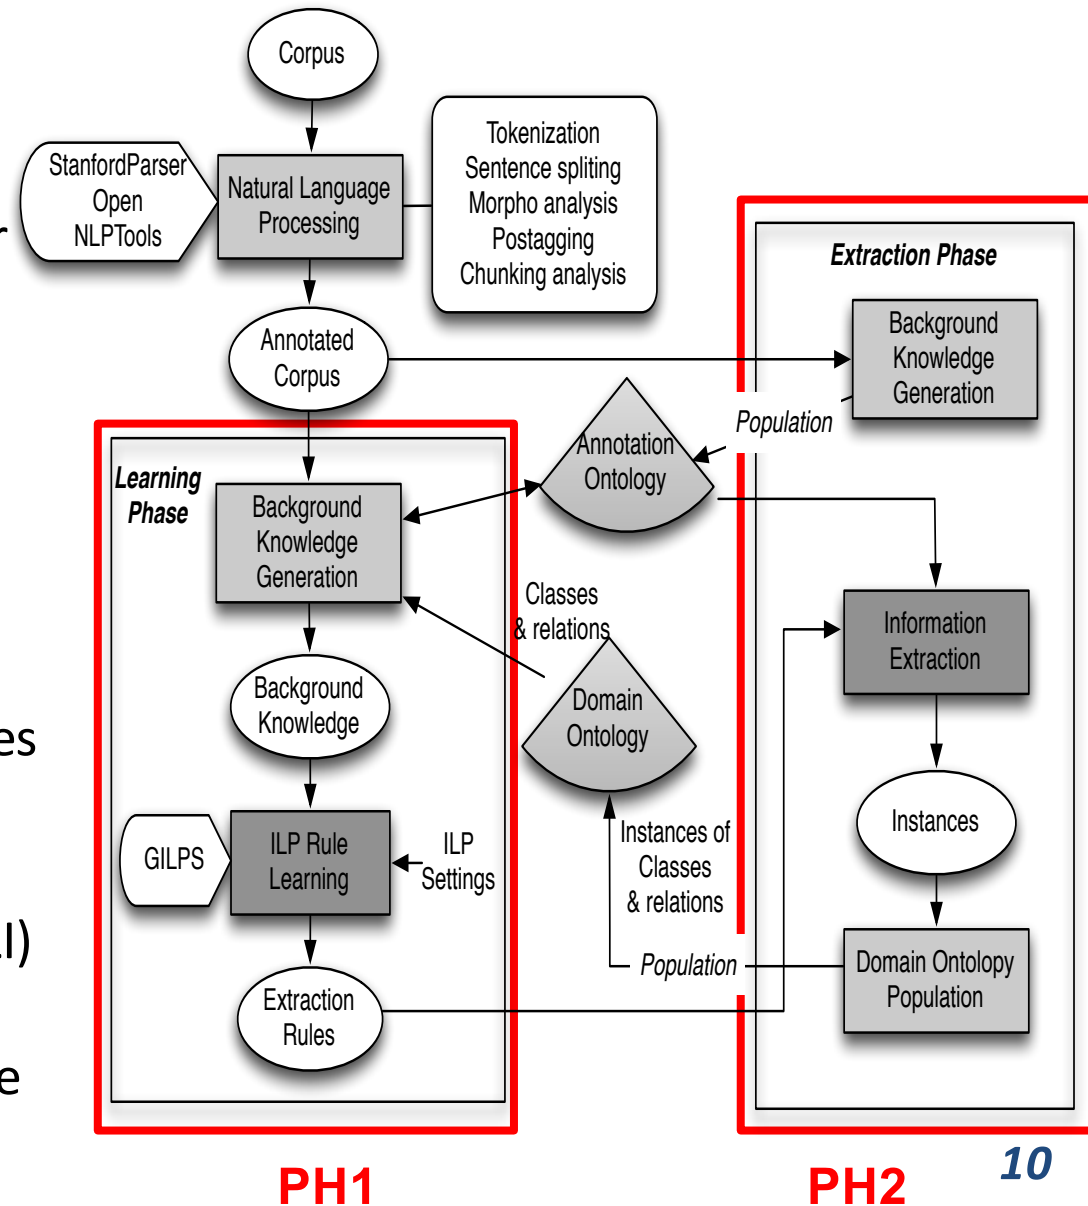 Corpus
StanfordParser
Open
NLPTools
Natural Language
Processing
Tokenization
Sentence spliting
Morpho analysis
Postagging
Chunking analysis
r
Annotated
Corpus
Extraction Phase
Background
Knowledge
Generation
Population
Annotation
Ontology
Learning
Phase
Background
Knowledge
Generation
Classes
& relations
Information
Extraction
Background
Knowledge
Domain
Ontology
es
Instances
GILPS
ILP Rule
Learning
ILP
Settings
Instances of
Classes
& relations
I)
Population
Domain Ontolopy
Population
Extraction
Rules
e
PH1
PH2
10